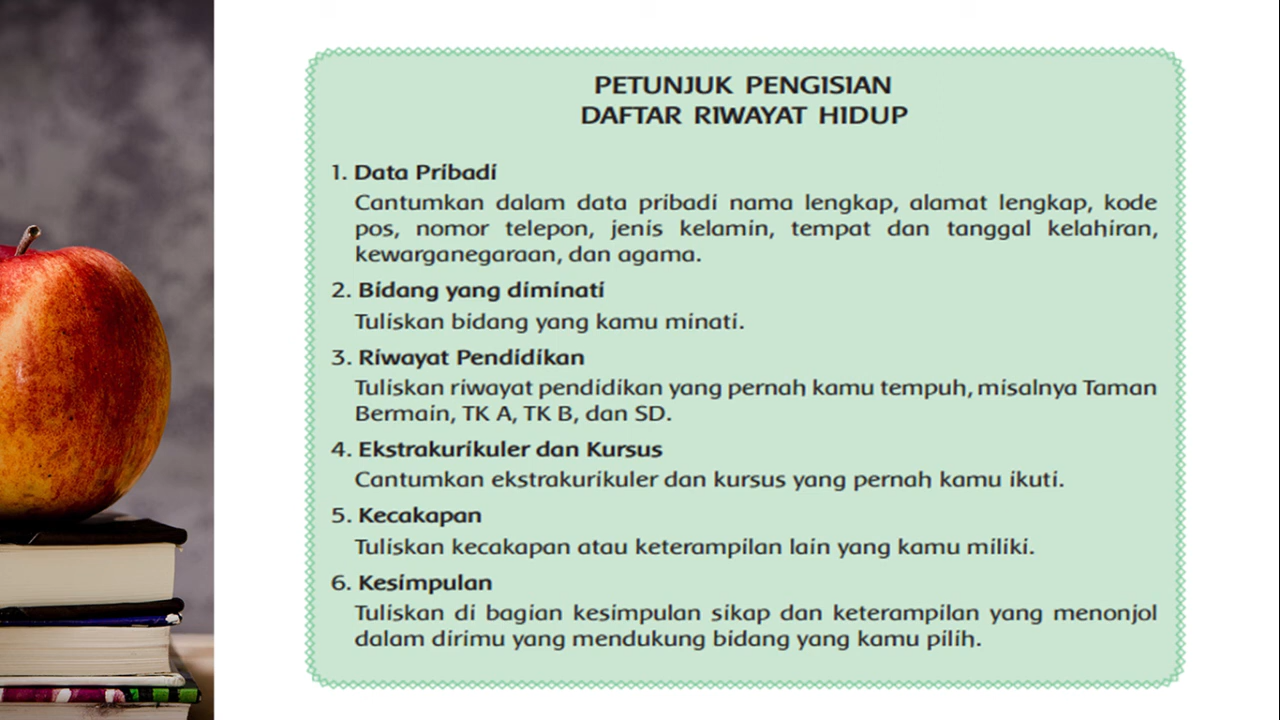 PETUNJUK PENGISIAN
DAFTAR RIWAYAT HIDUP
1. Data Pribadi
Cantumkan dalam data pribadi nama lengkap, alamat lengkap, kode
pos, nomor telepon, jenis kelamin, tempat dan tanggal kelahiran,
kewarganegaraan, dan agama.
2. Bidang yang diminati
Tuliskan bidang yang kamu minati.
3. Riwayat Pendidikan
Tuliskan riwayat pendidikan yang pernah kamu tempuh, misalnya Taman
Bermain, TK A, TK B, dan SD.
4. Ekstrakurikuler dan Kursus
Cantumkan ekstrakurikuler dan kursus yang pernah kamu ikuti.
5. Kecakapan
Tuliskan kecakapan atau keterampilan lain yang kamu miliki.
6. Kesimpulan
Tuliskan di bagian kesimpulan sikap dan keterampilan yang menonjol
dalam dirimu yang mendukung bidang yang kamu pilih.